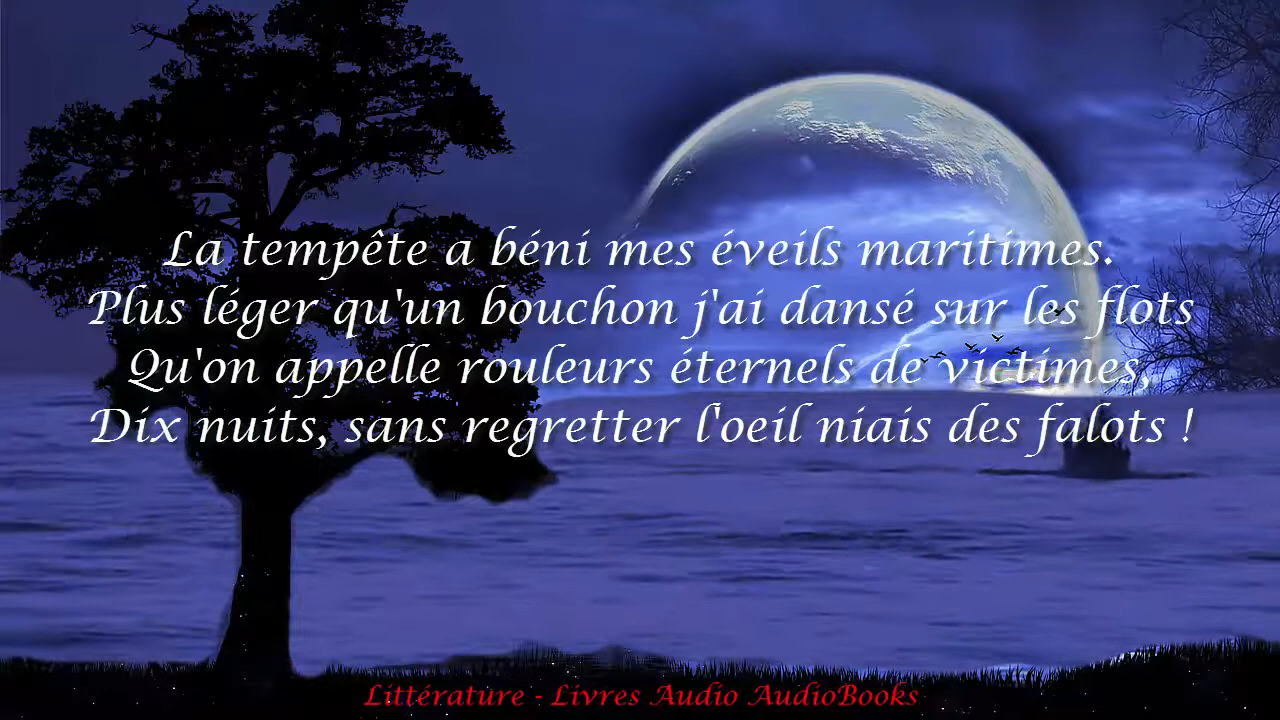 La tempête a béni mes éveils maritimes.
Plus léger qu'un bouchon j'ai dansé sur les flots
Qu'on appelle rouleurs éternels de victimes,
Dix nuits, sans regretter l'oeil niais des falots !
Littérature - Livres Audio AudioBooks